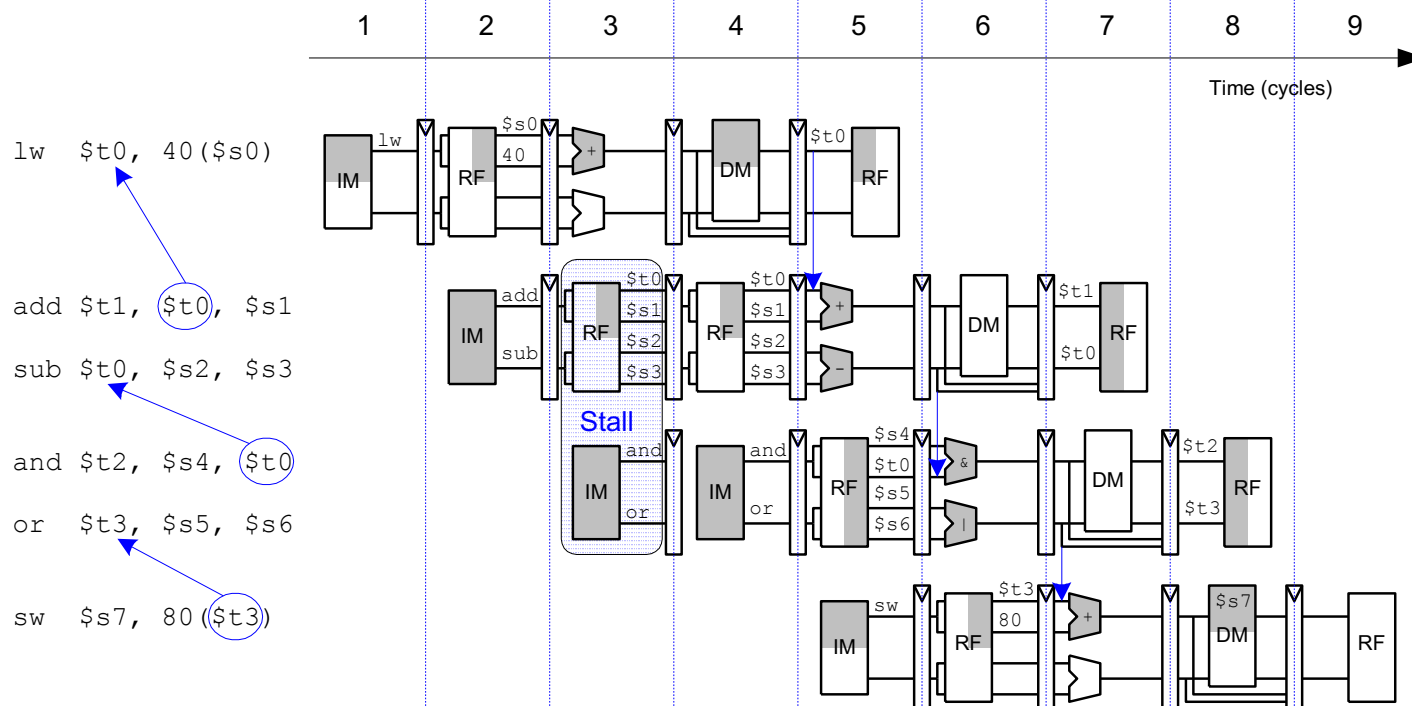 1 2 3 4 5 6 7 8 9
Time (cycles)
lw $t0, 40($s0)
IM lw RF $s0 40 + DM $t0 RF
add $t1, $t0, $s1
sub $t0, $s2, $s3
IM add sub RF $t0 $s1 $s2 $s3 RF $t0 $s1 $s2 $s3 + - DM $t1 $t0 RF
Stall
and $t2, $s4, $t0
or $t3, $s5, $s6
IM and or IM and or RF $s4 $t0 $s5 $s6 & | DM $t2 $t3 RF
sw $s7, 80($t3)
IM sw RF $t3 80 + $s7 DM RF